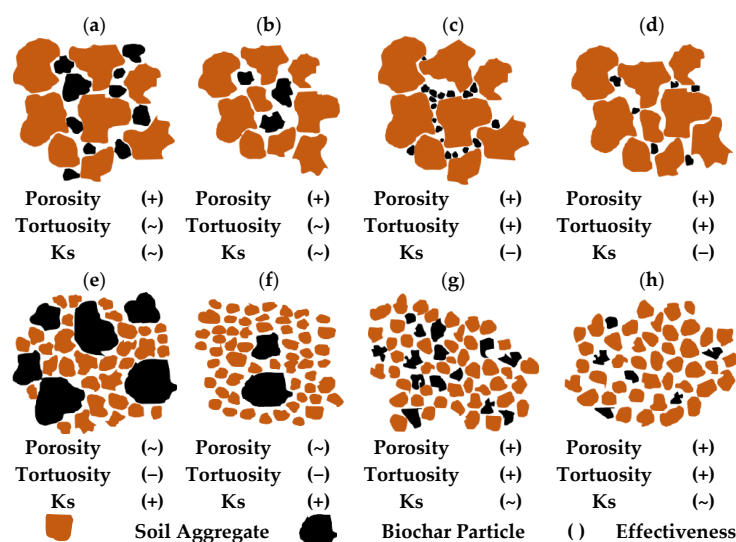 (a) (b) (c) (d)
Porosity (+) Porosity (+) Porosity (+) Porosity (+)
Tortuosity (~) Tortuosity (~) Tortuosity (+) Tortuosity (+)
Ks (~) Ks (~) Ks (−) Ks (−)
(e) (f) (g) (h)
Porosity (~) Porosity (~) Porosity (+) Porosity (+)
Tortuosity (−) Tortuosity (−) Tortuosity (+) Tortuosity (+)
Ks (+) Ks (+) Ks (~) Ks (~)
Soil Aggregate Biochar Particle ( ) Effectiveness